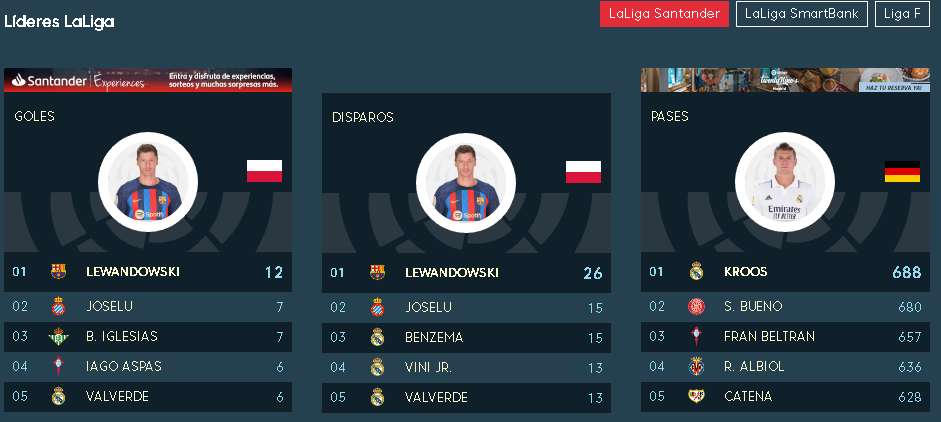 Líderes LaLiga
LaLiga Santander
LaLiga SmartBank
Liga F
Santander Experiences
Entra y disfruta de experiencias,
sorteos y muchas sorpresas más.
GOLES
01 LEWANDOWSKI 12
02 JOSELU 7
03 B. IGLESIAS 7
04 IAGO ASPAS 6
05 VALVERDE 6
DISPAROS
01 LEWANDOWSKI 26
02 JOSELU 15
03 BENZEMA 15
04 VINI JR. 13
05 VALVERDE 13
HAZ TU RESERVA YA!
PASES
Emirates
FLY BETTER
01 KROOS 688
02 S. BUENO 680
03 FRAN BELTRAN 657
04 R. ALBIOL 636
05 CATENA 628